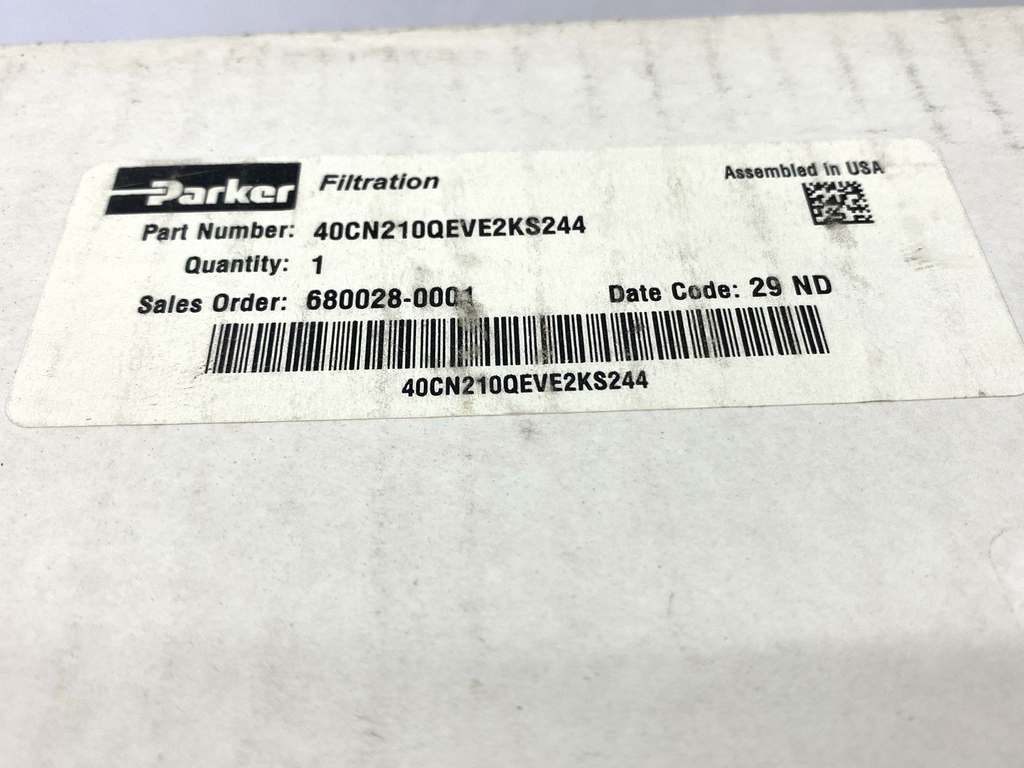 Parker Filtration
Assembled in USA
Part Number: 40CN210QEVE2KS244
Quantity: 1
Sales Order: 680028-0001
Date Code: 29 ND
40CN210QEVE2KS244